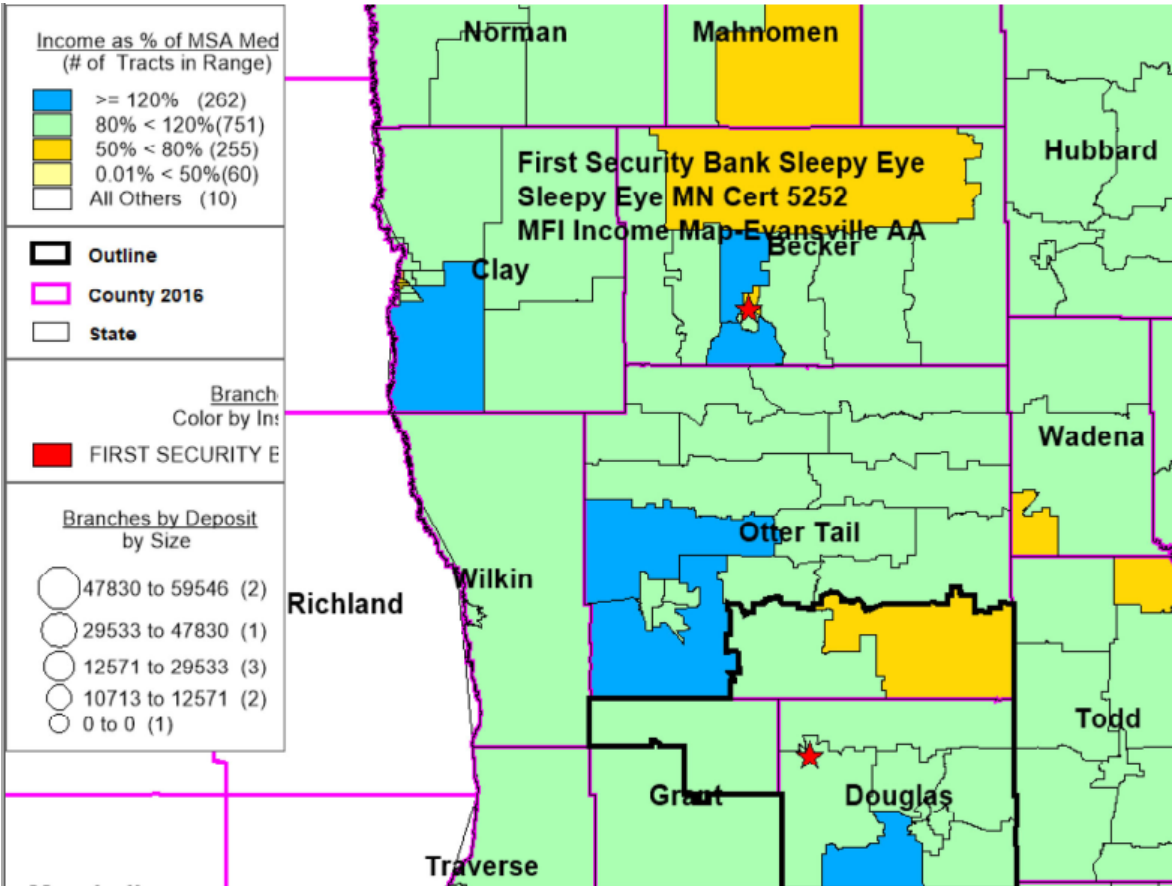 Income as % of MSA Med
(# of Tracts in Range)
>= 120% (262)
80% < 120%(751)
50% < 80% (255)
0.01% < 50%(60)
All Others (10)
Outline
County 2016
State
Branch
Color by Ins
FIRST SECURITY B
Branches by Deposit
by Size
47830 to 59546 (2)
29533 to 47830 (1)
12571 to 29533 (3)
10713 to 12571 (2)
0 to 0 (1)
Norman
Mahnomen
Hubbard
First Security Bank Sleepy Eye
Sleepy Eye MN Cert 5252
MFI Income Map-Evansville AA
Becker
Clay
Wadena
Otter Tail
Wilkin
Richland
Todd
Grant
Douglas
Traverse